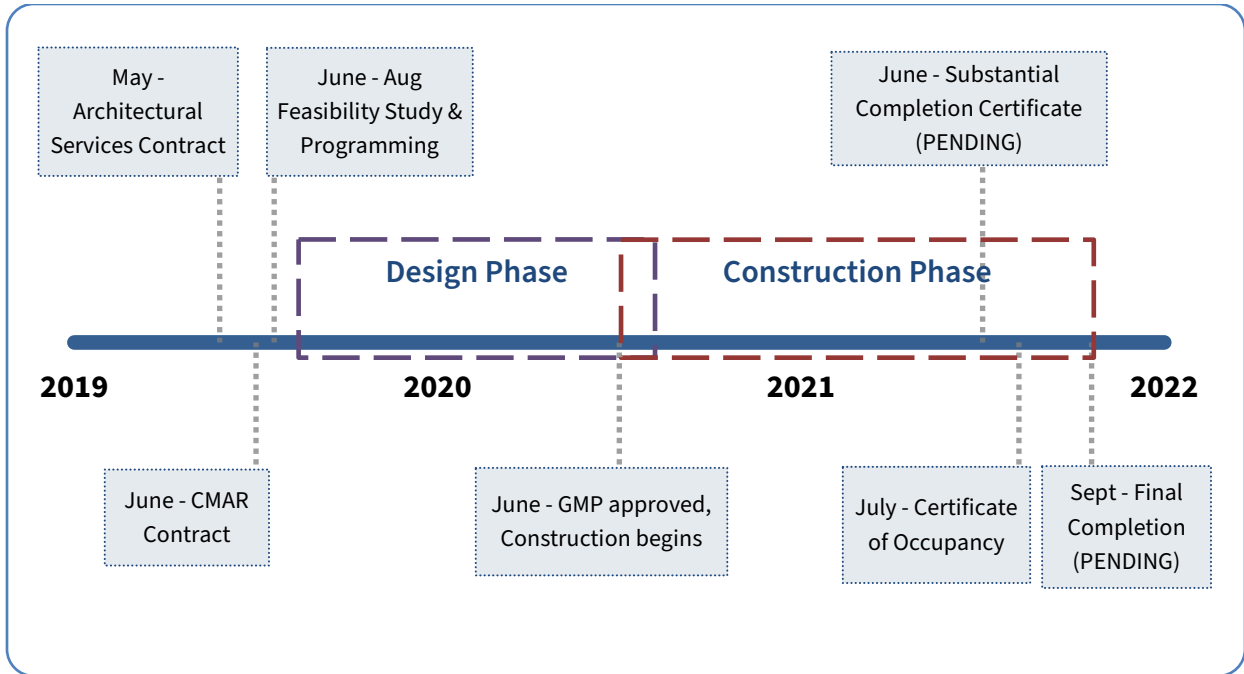 May -
Architectural
Services Contract
June - Aug
Feasibility Study &
Programming
June - Substantial
Completion Certificate
(PENDING)
Design Phase
Construction Phase
2019
2020
2021
2022
June - CMAR
Contract
June - GMP approved,
Construction begins
July - Certificate
of Occupancy
Sept - Final
Completion
(PENDING)